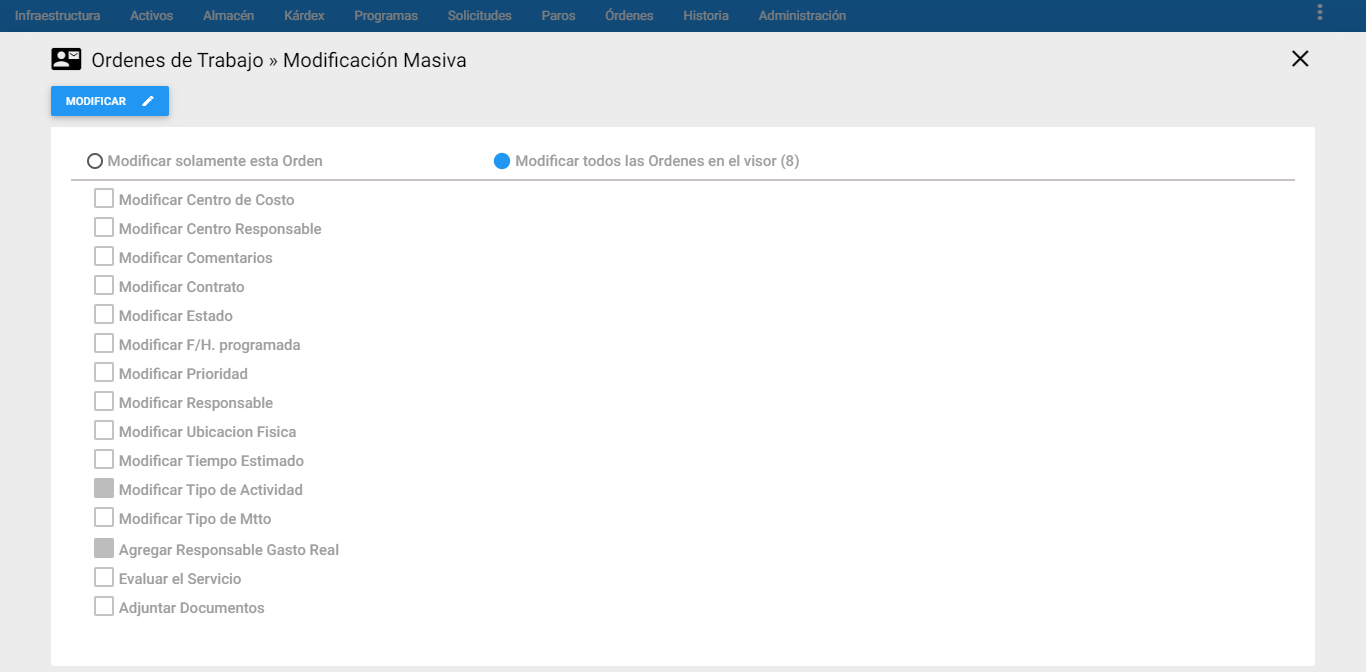 Infraestructura Activos Almacén Kárdex Programas Solicitudes Paros Órdenes Historia Administración
Ordenes de Trabajo » Modificación Masiva
MODIFICAR
Modificar solamente esta Orden Modificar todos las Ordenes en el visor (8)
Modificar Centro de Costo
Modificar Centro Responsable
Modificar Comentarios
Modificar Contrato
Modificar Estado
Modificar F/H. programada
Modificar Prioridad
Modificar Responsable
Modificar Ubicacion Fisica
Modificar Tiempo Estimado
Modificar Tipo de Actividad
Modificar Tipo de Mtto
Agregar Responsable Gasto Real
Evaluar el Servicio
Adjuntar Documentos